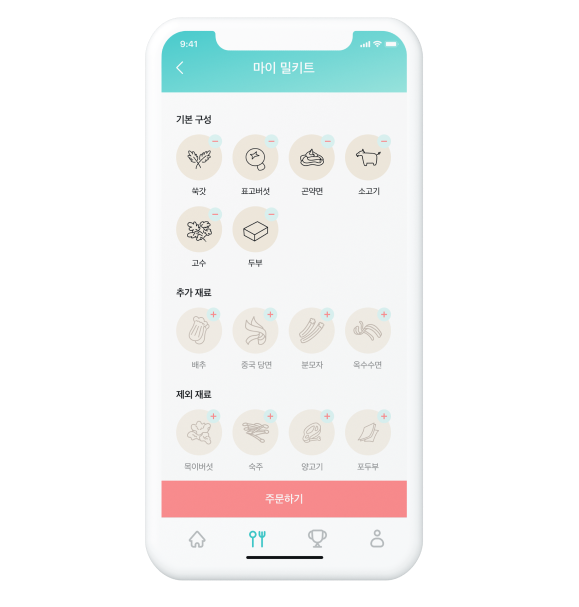 9:41
마이 밀키트
기본 구성
쑥갓 표고버섯 곤약면 소고기
고수 두부
추가 재료
배추 중국 당면 분모자 옥수수면
제외 재료
목이버섯 숙주 양고기 포두부
주문하기